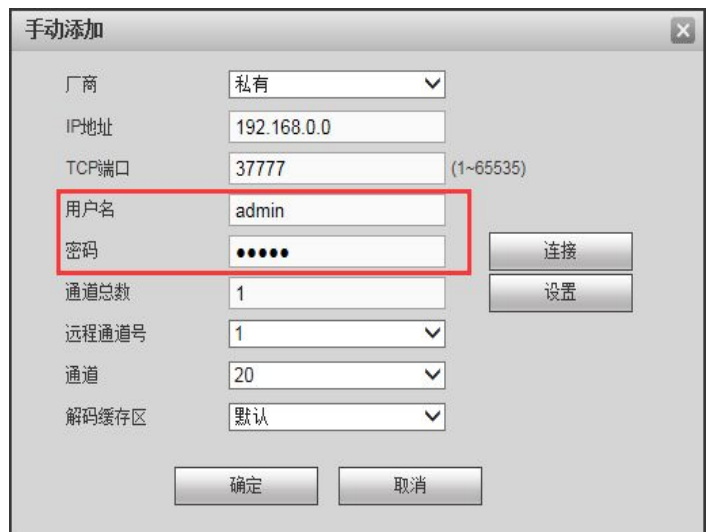 手动添加
厂商 私有
IP地址 192.168.0.0
TCP端口 37777 (1~65535)
用户名 admin
密码 ●●●●● 连接
通道总数 1 设置
远程通道号 1
通道 20
解码缓存区 默认
确定 取消